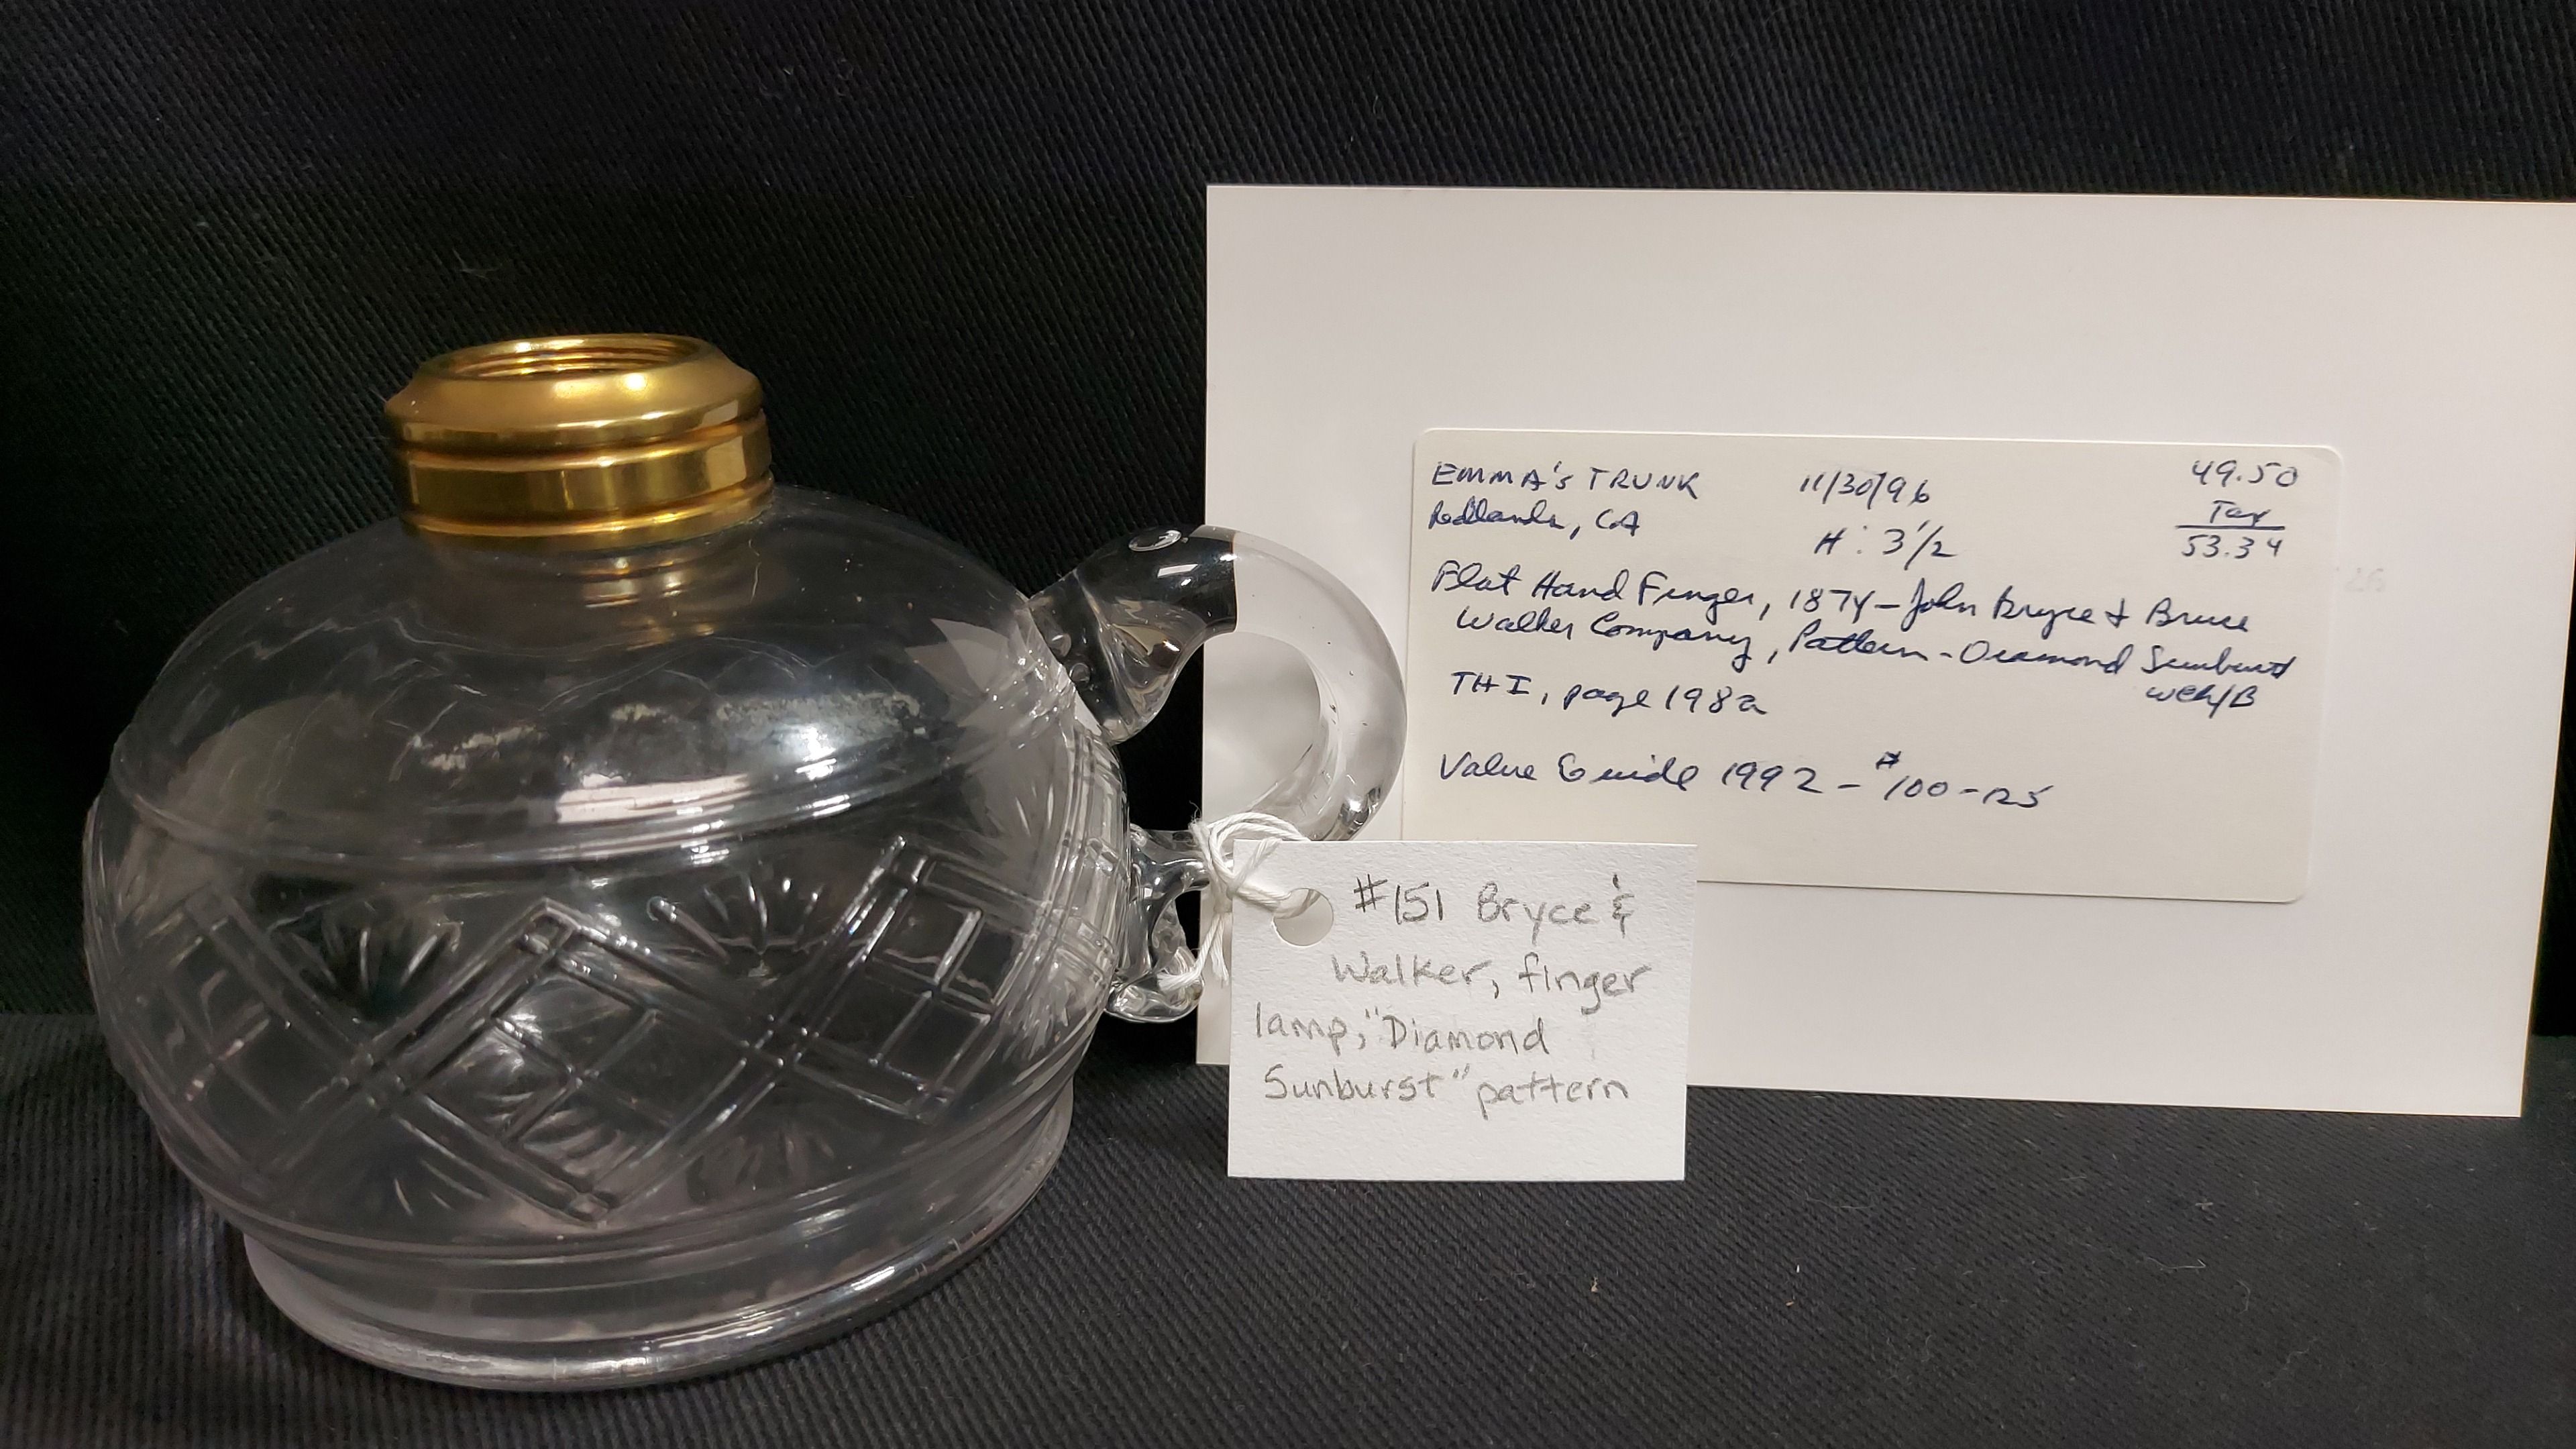 EMMA's TRUNK 11/30/96 49.50
Redlands, CA H: 3 1/2 Tax
53.34
Flat Hand Finger, 1874 - John Bryce & Bruce
Walker Company, Pattern - Diamond Sunburst
TH I, page 198a
Value Guide 1992 - $100-125
#151 Bryce &
Walker, finger
lamp, "Diamond
Sunburst" pattern